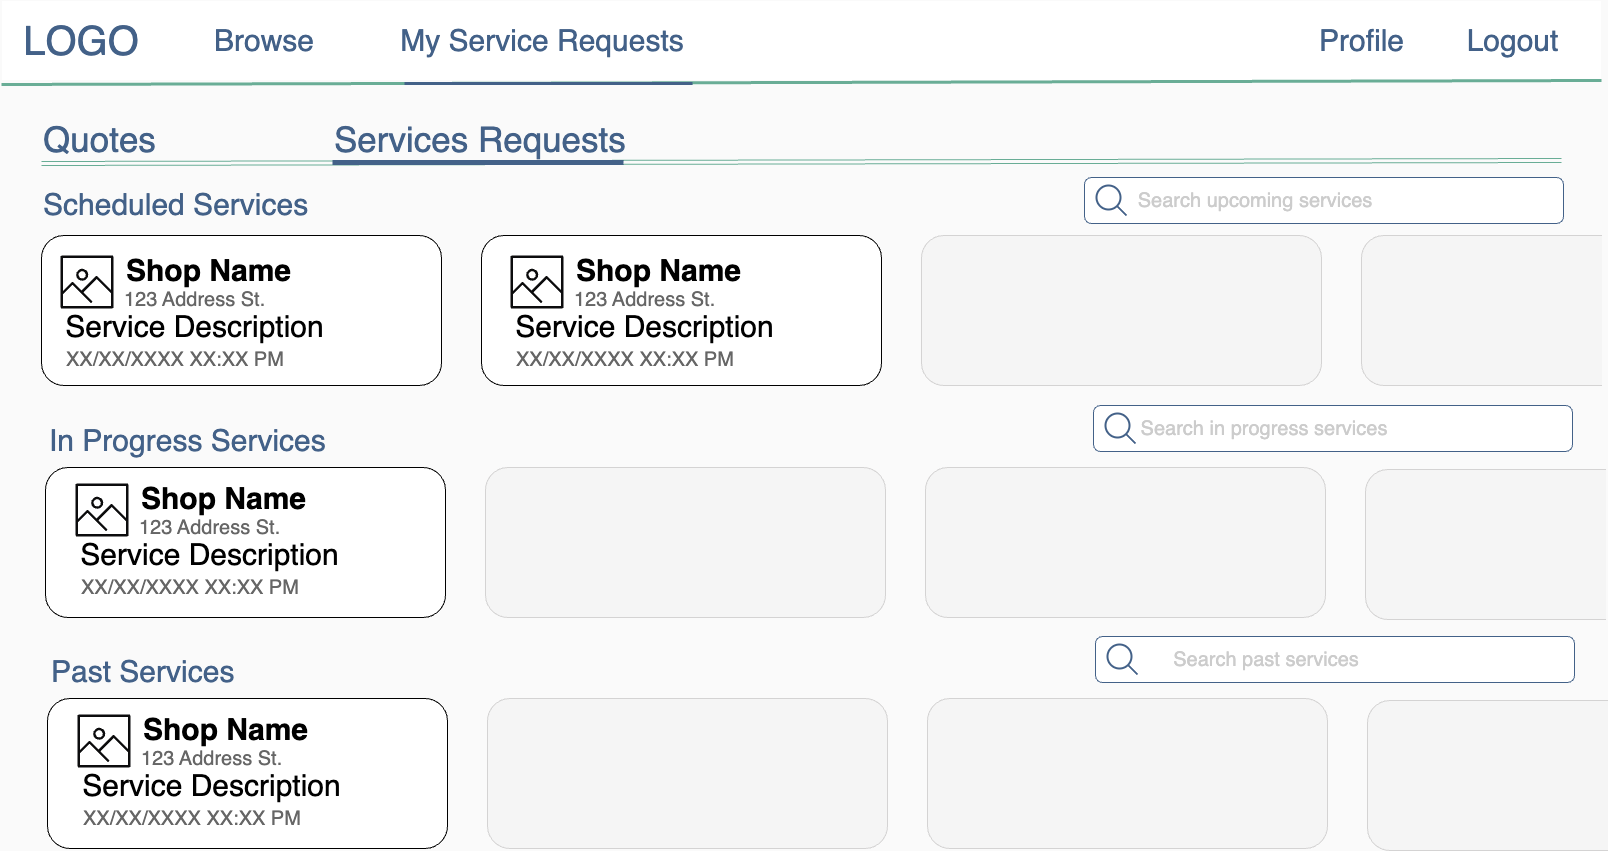 LOGO Browse My Service Requests Profile Logout
Quotes Services Requests
Scheduled Services Search upcoming services
Shop Name Shop Name
123 Address St. 123 Address St.
Service Description Service Description
XX/XX/XXXX XX:XX PM XX/XX/XXXX XX:XX PM
In Progress Services Search in progress services
Shop Name
123 Address St.
Service Description
XX/XX/XXXX XX:XX PM
Past Services Search past services
Shop Name
123 Address St.
Service Description
XX/XX/XXXX XX:XX PM